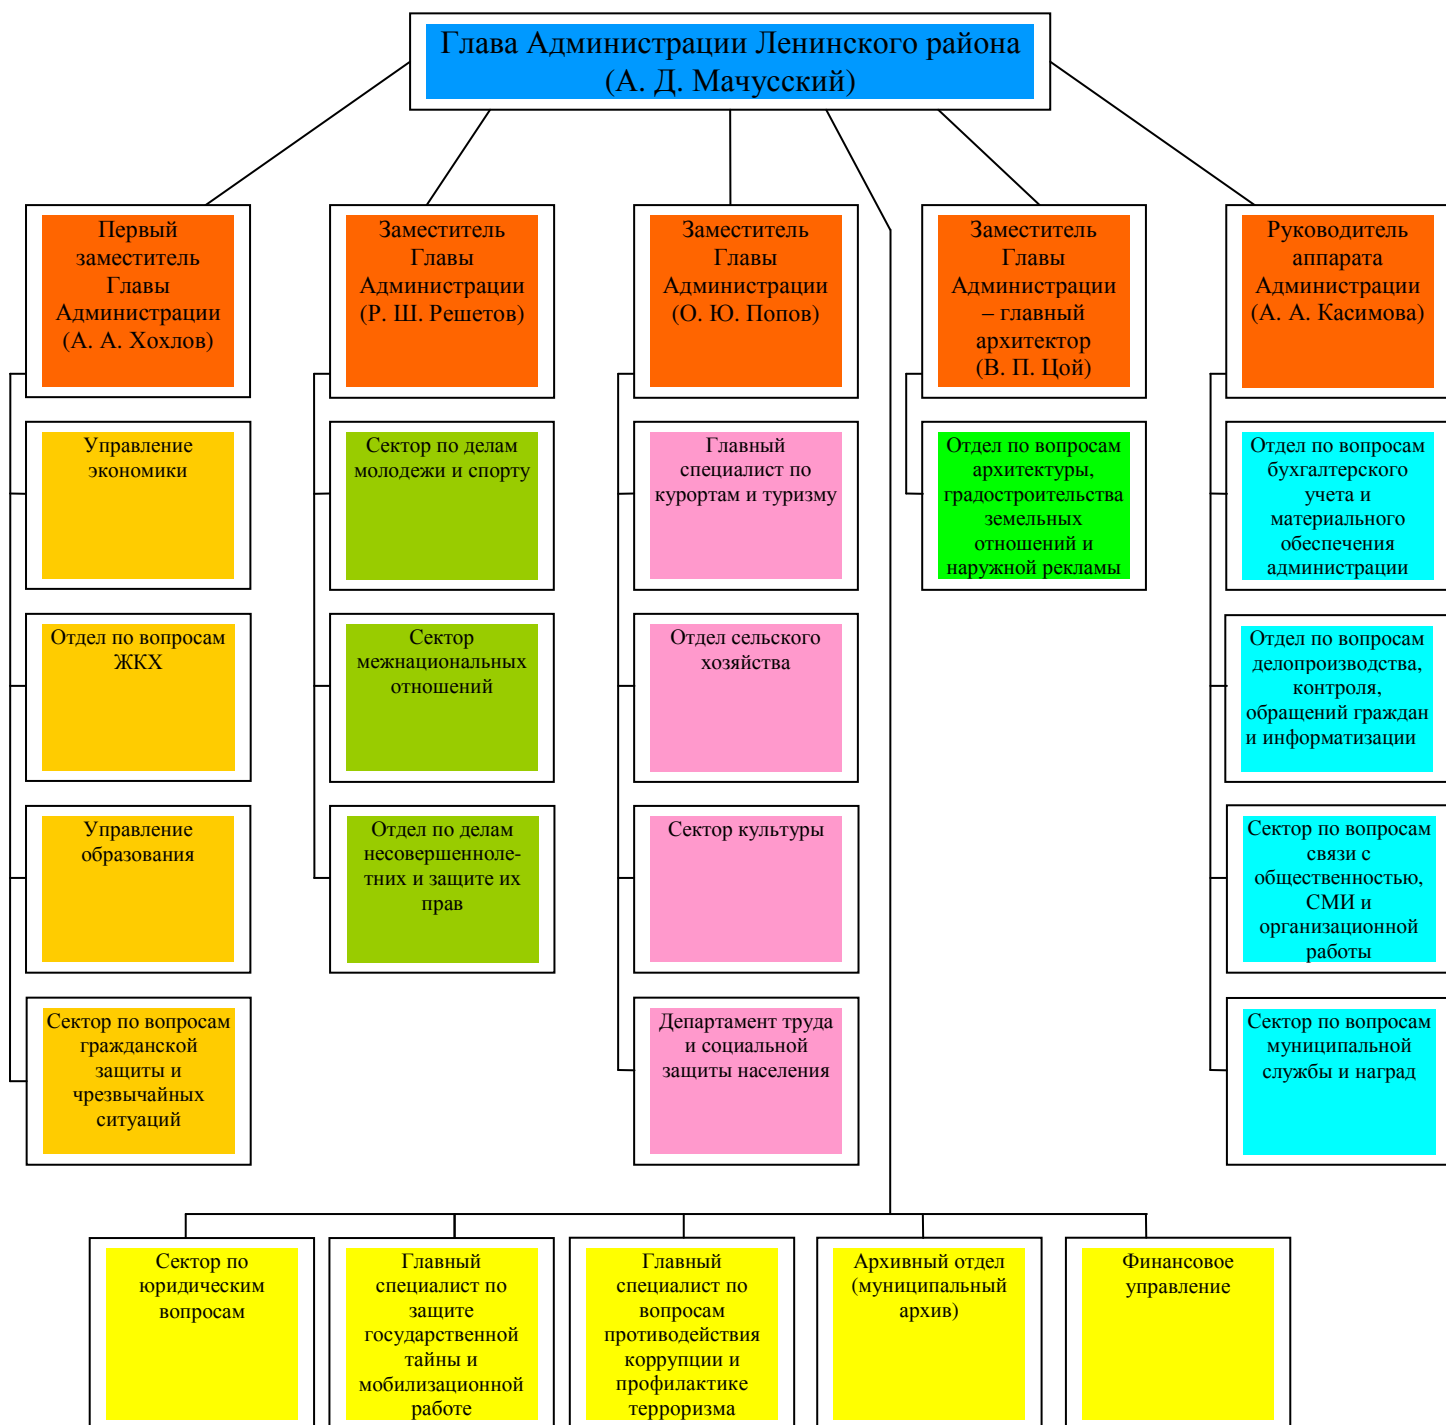 Глава Администрации Ленинского района
(А. Д. Мачусский)
Первый
заместитель
Главы
Администрации
(А. А. Хохлов)
Заместитель
Главы
Администрации
(Р. Ш. Решетов)
Заместитель
Главы
Администрации
(О. Ю. Попов)
Заместитель
Главы
Администрации
– главный
архитектор
(В. П. Цой)
Руководитель
аппарата
Администрации
(А. А. Касимова)
Управление
экономики
Сектор по делам
молодежи и спорту
Главный
специалист по
курортам и туризму
Отдел по вопросам
архитектуры,
градостроительства
земельных
отношений и
наружной рекламы
Отдел по вопросам
бухгалтерского
учета и
материального
обеспечения
администрации
Отдел по вопросам
ЖКХ
Сектор
межнациональных
отношений
Отдел сельского
хозяйства
Отдел по вопросам
делопроизводства,
контроля,
обращений граждан
и информатизации
Управление
образования
Отдел по делам
несовершенноле-
тних и защите их
прав
Сектор культуры
Сектор по вопросам
связи с
общественностью,
СМИ и
организационной
работы
Сектор по вопросам
гражданской
защиты и
чрезвычайных
ситуаций
Департамент труда
и социальной
защиты населения
Сектор по вопросам
муниципальной
службы и наград
Сектор по
юридическим
вопросам
Главный
специалист по
защите
государственной
тайны и
мобилизационной
работе
Главный
специалист по
вопросам
противодействия
коррупции и
профилактике
терроризма
Архивный отдел
(муниципальный
архив)
Финансовое
управление